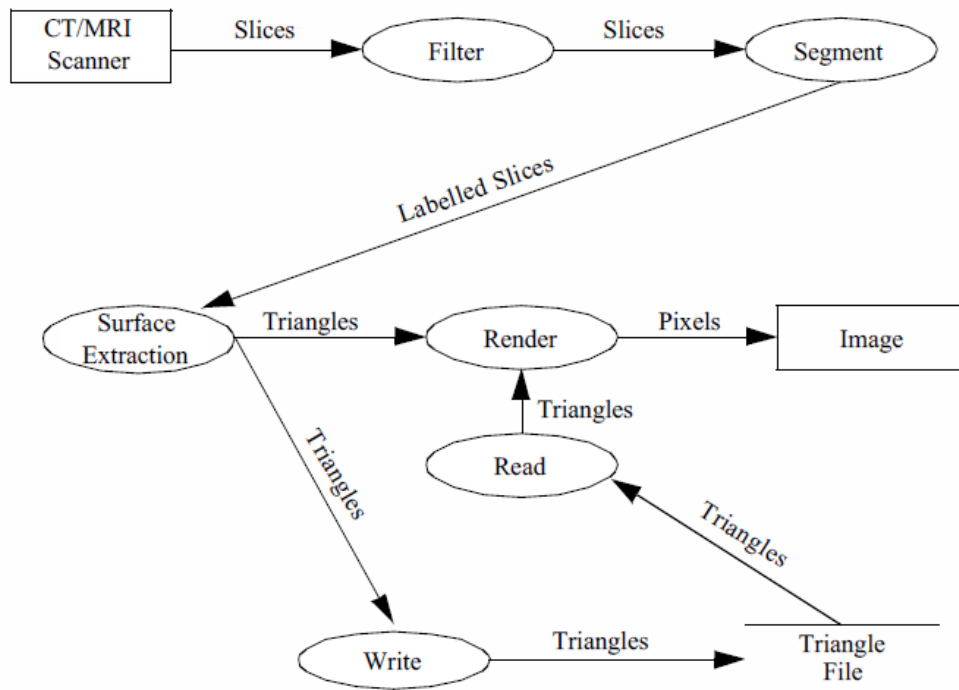 CT/MRI
Scanner
Slices
Filter
Slices
Segment
Labelled Slices
Surface
Extraction
Triangles
Render
Pixels
Image
Triangles
Triangles
Read
Triangles
Write
Triangles
Triangle
File